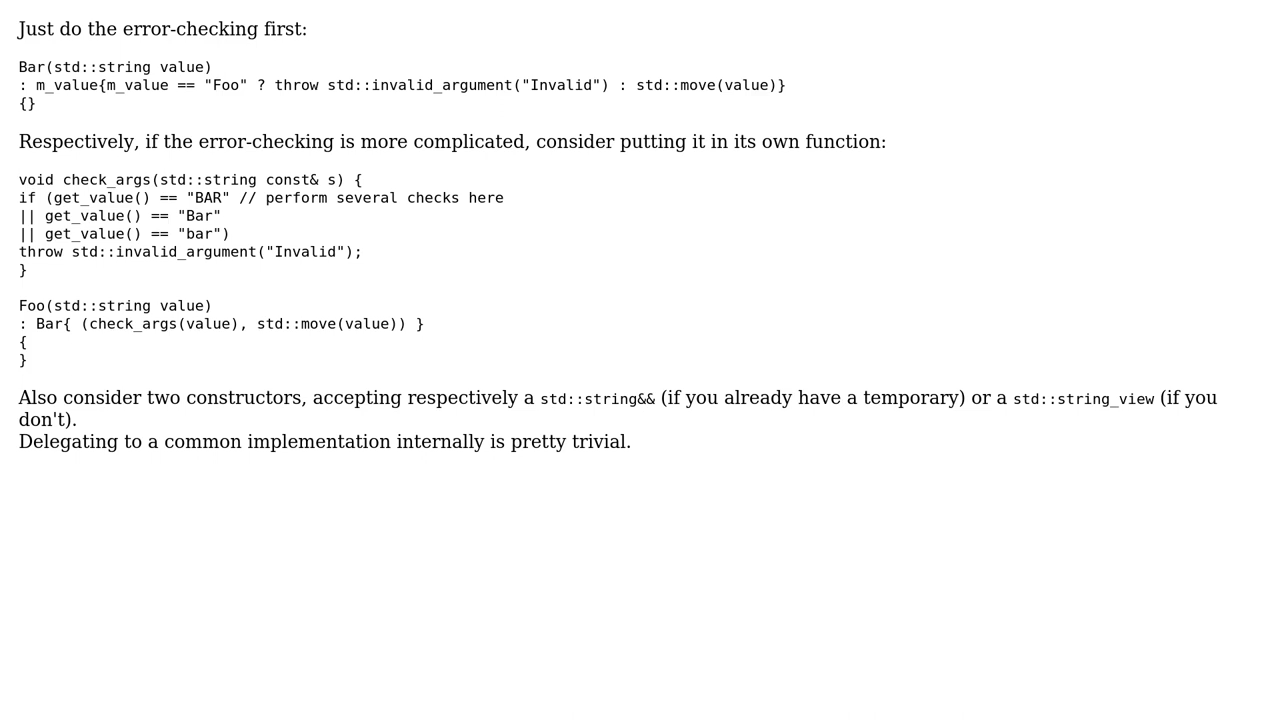 Just do the error-checking first:
Bar(std::string value)
: m_value{m_value == "Foo" ? throw std::invalid_argument("Invalid") : std::move(value)}
{}
Respectively, if the error-checking is more complicated, consider putting it in its own function:
void check_args(std::string const& s) {
if (get_value() == "BAR" // perform several checks here
|| get_value() == "Bar"
|| get_value() == "bar")
throw std::invalid_argument("Invalid");
}
Foo(std::string value)
: Bar{ (check_args(value), std::move(value)) }
{
}
Also consider two constructors, accepting respectively a std::string&& (if you already have a temporary) or a std::string_view (if you
don't).
Delegating to a common implementation internally is pretty trivial.